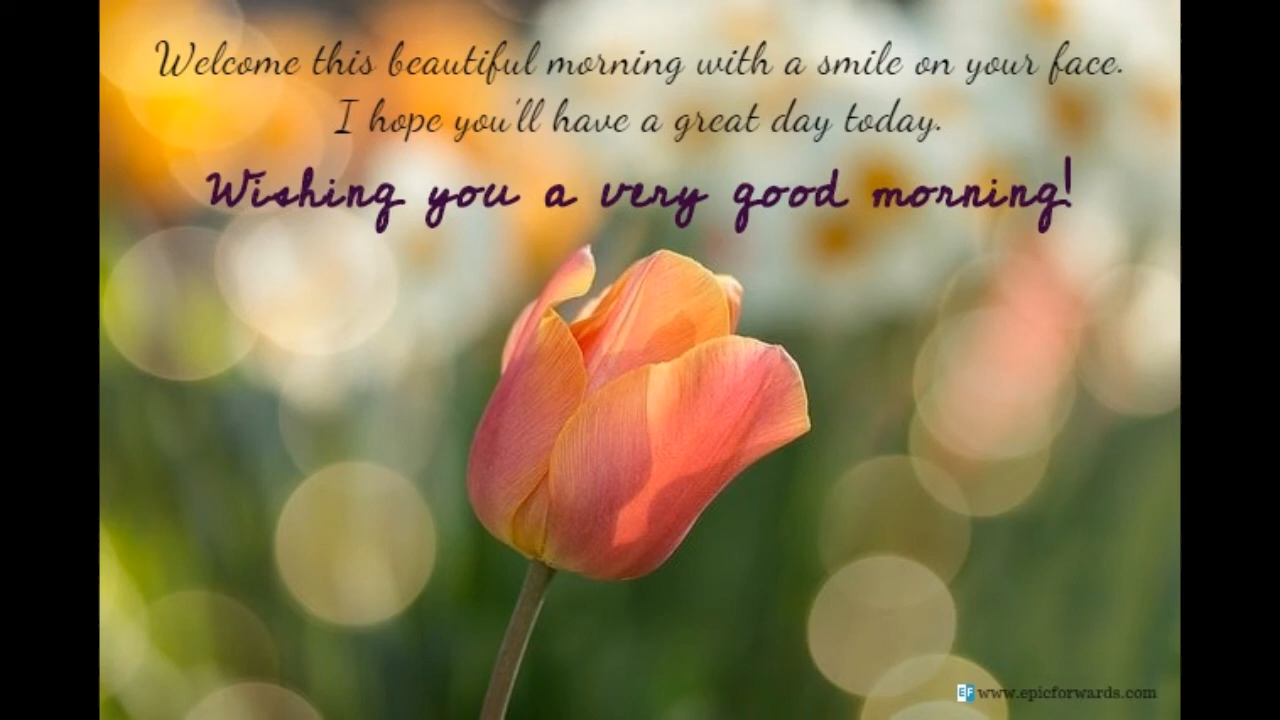 Welcome this beautiful morning with a smile on your face.
I hope you'll have a great day today.
Wishing you a very good morning!
EF www.epicforwards.com